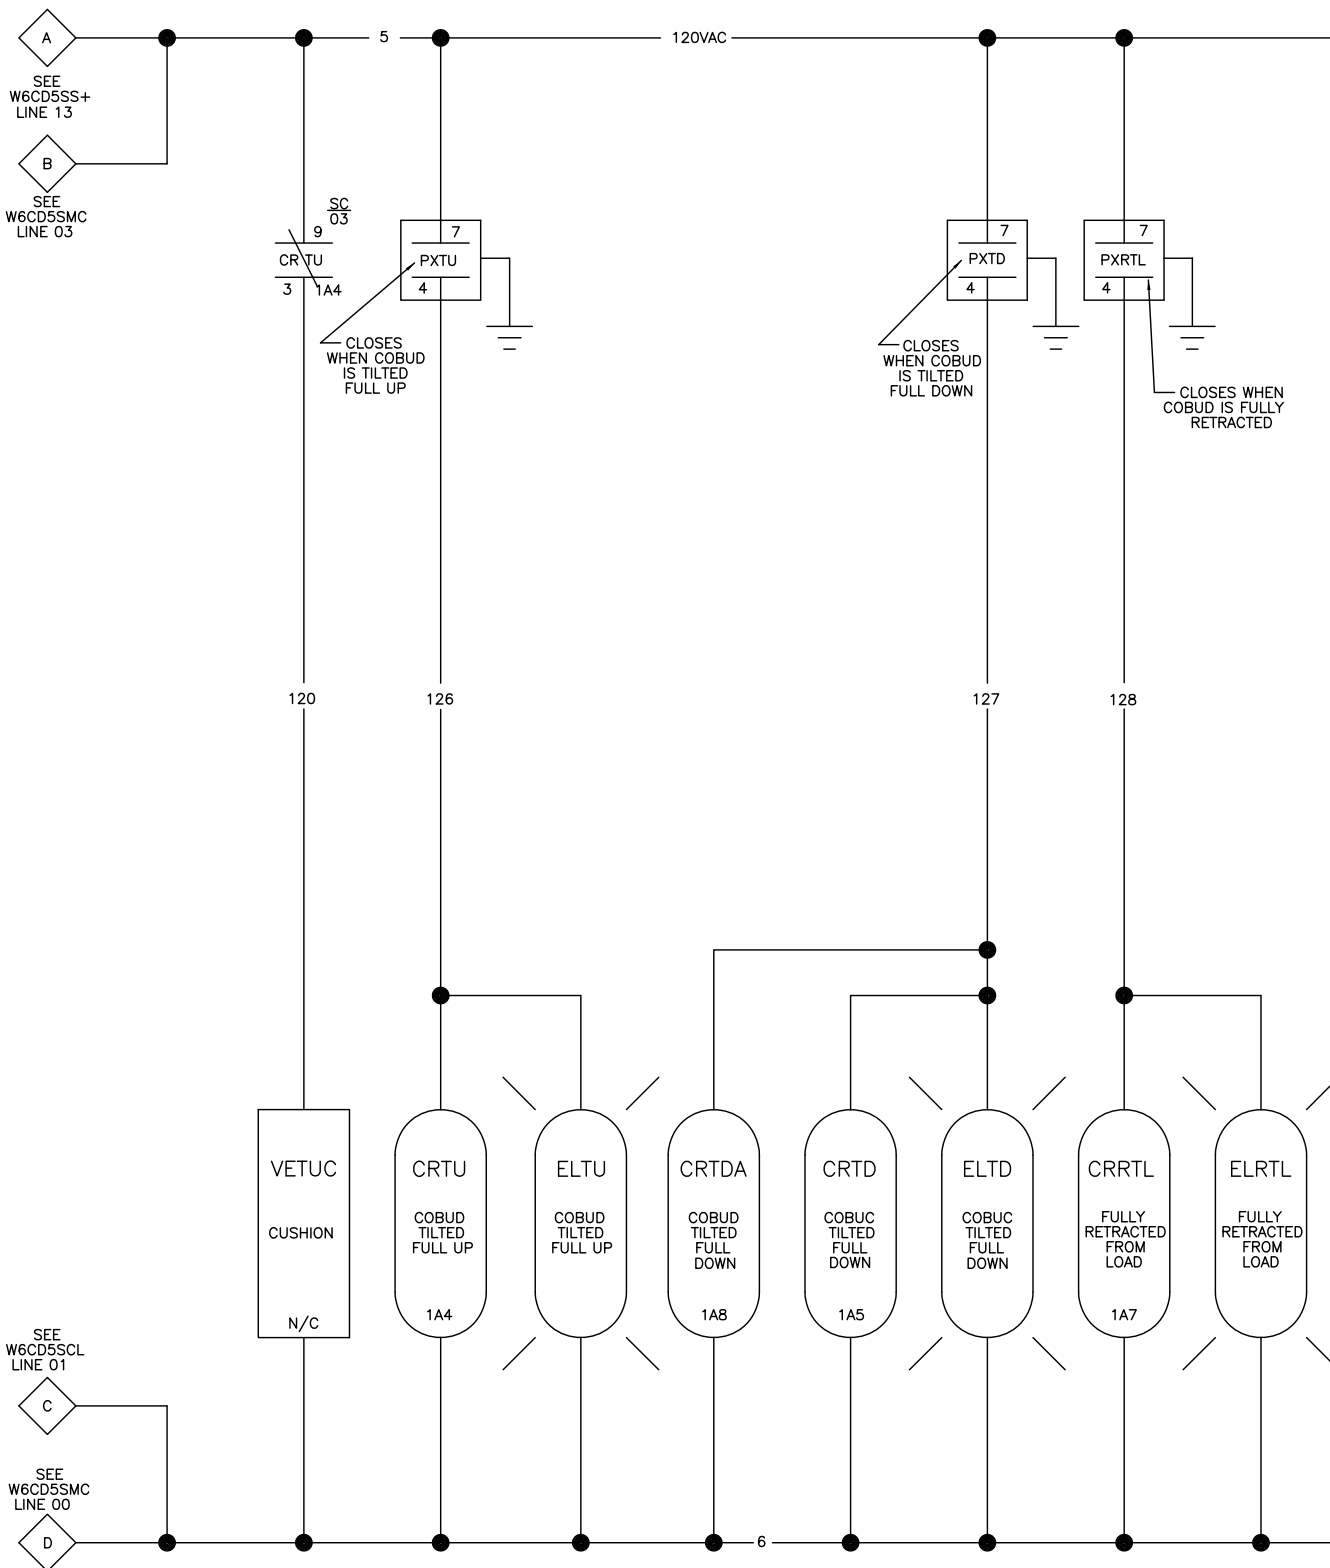 A
5
120VAC
SEE
W6CD5SS+
LINE 13
B
SEE
W6CD5SMC
LINE 03
SC
03
9
CR TU
3
1A4
7
PXTU
4
CLOSES
WHEN COBUD
IS TILTED
FULL UP
7
PXTD
4
CLOSES
WHEN COBUD
IS TILTED
FULL DOWN
7
PXRTL
4
CLOSES WHEN
COBUD IS FULLY
RETRACTED
120
126
127
128
VETUC
CUSHION
N/C
CRTU
COBUD
TILTED
FULL UP
1A4
ELTU
COBUD
TILTED
FULL UP
CRTDA
COBUD
TILTED
FULL
DOWN
1A8
CRTD
COBUC
TILTED
FULL
DOWN
1A5
ELTD
COBUC
TILTED
FULL
DOWN
CRRTL
FULLY
RETRACTED
FROM
LOAD
1A7
ELRTL
FULLY
RETRACTED
FROM
LOAD
SEE
W6CD5SCL
LINE 01
C
SEE
W6CD5SMC
LINE 00
D
6